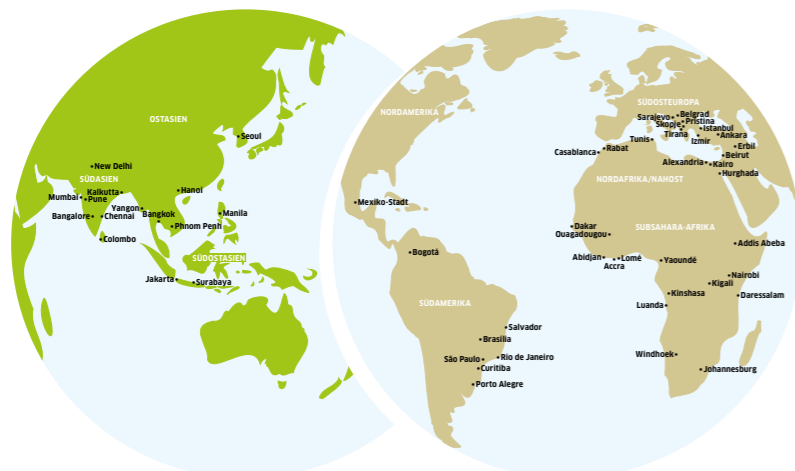 OSTASIEN
Seoul
New Delhi
SÜDASIEN
Kalkutta
Hanoi
Mumbai
Pune
Yangon
Bangkok
Manila
Bangalore
Chennai
Phnom Penh
Colombo
SÜDOSTASIEN
Jakarta
Surabaya
NORDAMERIKA
SÜDOSTEUROPA
Sarajevo
Belgrad
Skopje
Pristina
Tirana
Istanbul
Ankara
Izmir
Tunis
Erbil
Casablanca
Rabat
Beirut
Alexandria
Kairo
Hurghada
NORDAFRIKA/NAHOST
Mexiko-Stadt
Dakar
SUBSAHARA-AFRIKA
Ouagadougou
Addis Abeba
Bogotá
Abidjan
Lomé
Accra
Yaoundé
Nairobi
Kigali
SÜDAMERIKA
Kinshasa
Daressalam
Luanda
Salvador
Brasília
São Paulo
Rio de Janeiro
Curitiba
Windhoek
Johannesburg
Porto Alegre